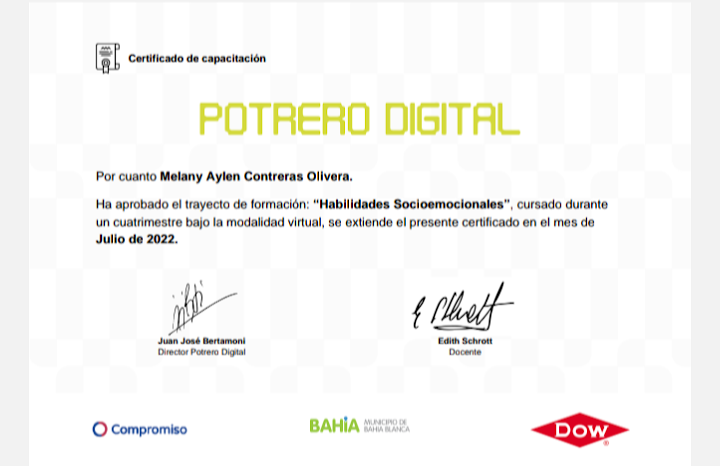 Certificado de capacitación
POTRERO DIGITAL
Por cuanto Melany Aylen Contreras Olivera.
Ha aprobado el trayecto de formación: “Habilidades Socioemocionales”, cursado durante
un cuatrimestre bajo la modalidad virtual, se extiende el presente certificado en el mes de
Julio de 2022.
E Schrott
Juan José Bertamoni
Director Potrero Digital
Edith Schrott
Docente
Compromiso
BAHÍA MUNICIPIO DE
BAHIA BLANCA
DOW®